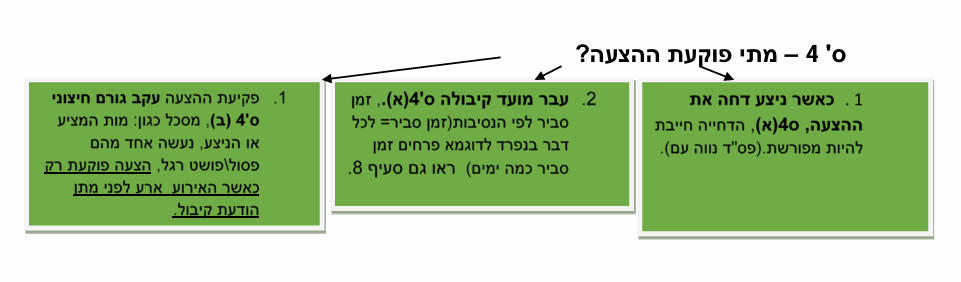 ס' 4 – מתי פוקעת ההצעה?
1 . כאשר ניצע דחה את
ההצעה, ס4(א), הדחייה חייבת
להיות מפורשת.(פס"ד נווה עם).
2. עבר מועד קיבולה ס'4(א)., זמן
סביר לפי הנסיבות(זמן סביר= לכל
דבר בנפרד לדוגמא פרחים זמן
סביר כמה ימים) ראו גם סעיף 8.
1. פקיעת ההצעה עקב גורם חיצוני
ס'4 (ב), מסכל כגון: מות המציע
או הניצע, נעשה אחד מהם
פסול\פושט רגל, הצעה פוקעת רק
כאשר האירוע ארע לפני מתן
הודעת קיבול.